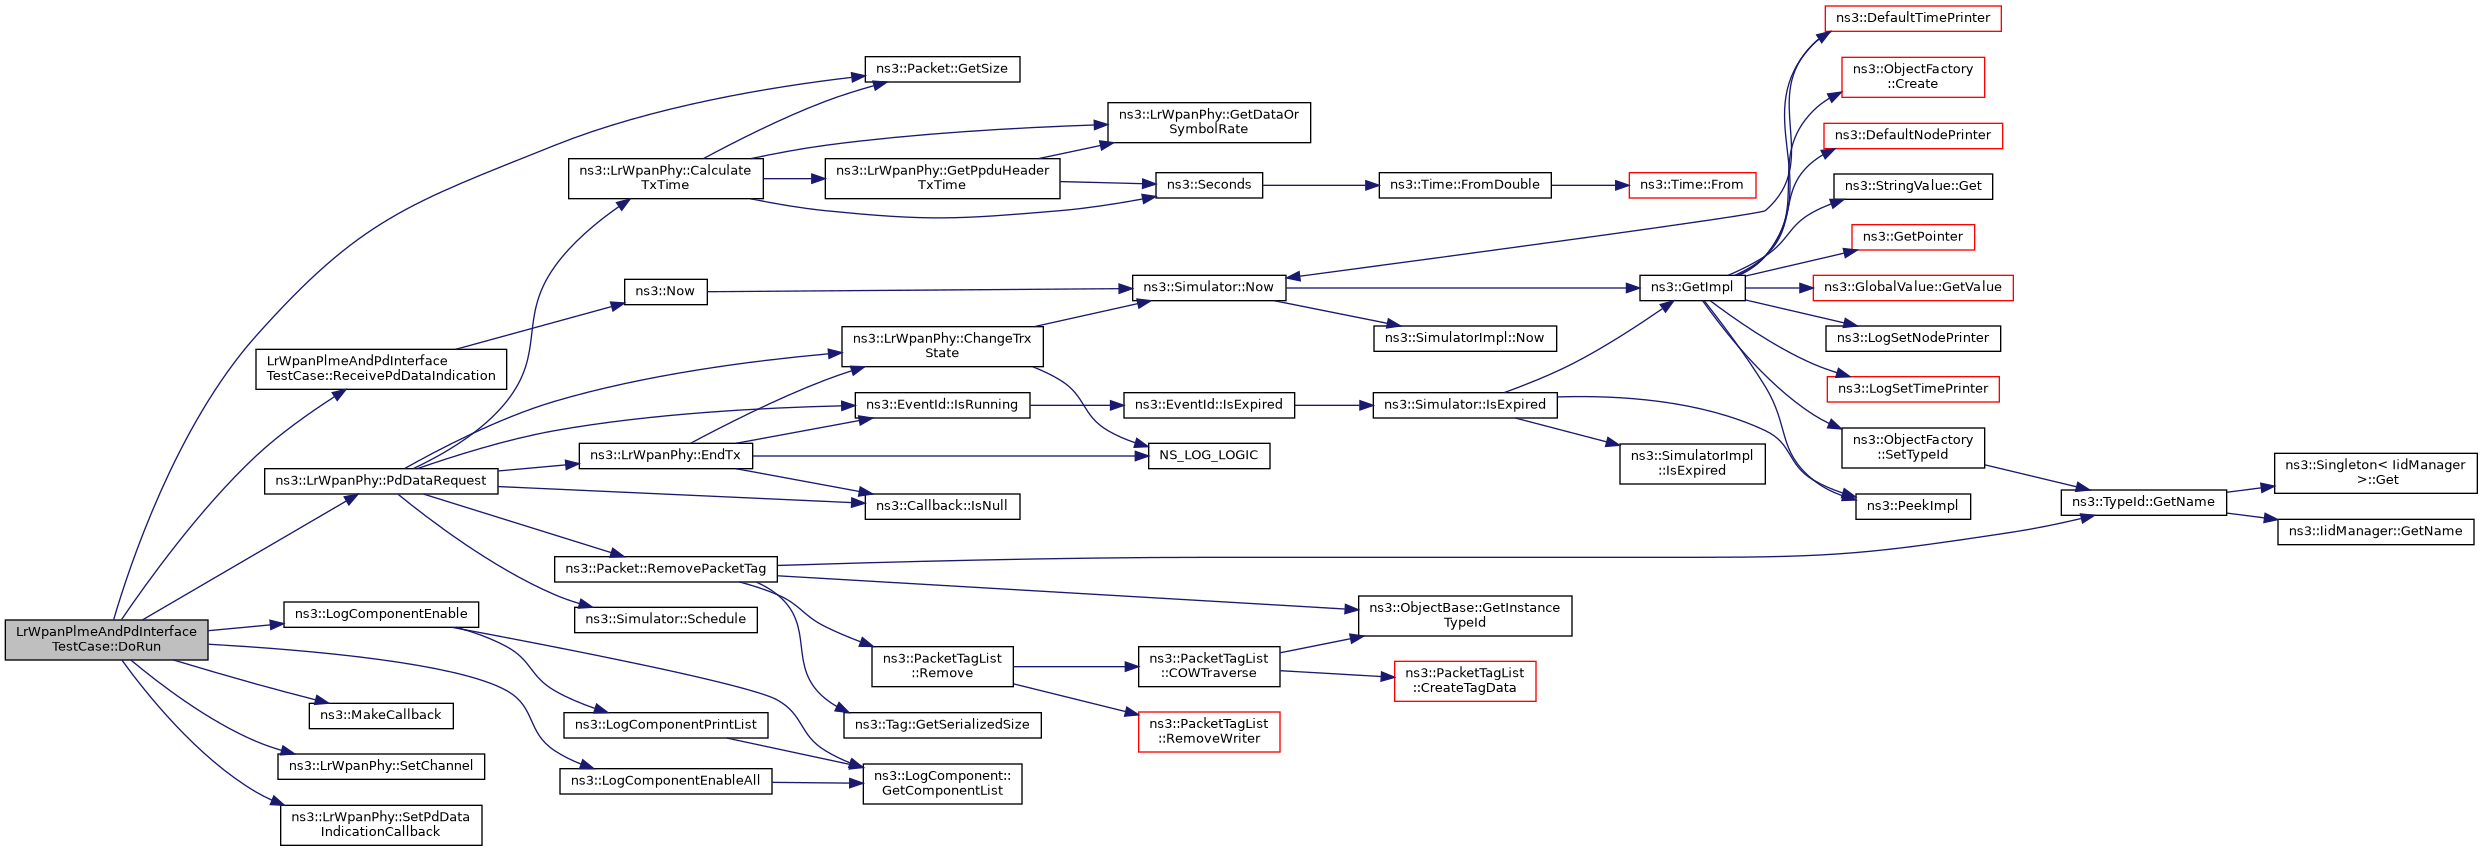 LrWpanPlmeAndPdInterface
TestCase::DoRun
ns3::Packet::GetSize
LrWpanPlmeAndPdInterface
TestCase::ReceivePdDataIndication
ns3::LrWpanPhy::PdDataRequest
ns3::LogComponentEnable
ns3::MakeCallback
ns3::LrWpanPhy::SetChannel
ns3::LrWpanPhy::SetPdData
IndicationCallback
ns3::LrWpanPhy::Calculate
TxTime
ns3::Now
ns3::LrWpanPhy::EndTx
ns3::Packet::RemovePacketTag
ns3::Simulator::Schedule
ns3::LogComponentPrintList
ns3::LogComponentEnableAll
ns3::LrWpanPhy::GetPpduHeader
TxTime
ns3::LrWpanPhy::ChangeTrx
State
ns3::EventId::IsRunning
ns3::Callback::IsNull
ns3::PacketTagList
::Remove
ns3::Tag::GetSerializedSize
ns3::LogComponent::
GetComponentList
ns3::LrWpanPhy::GetDataOr
SymbolRate
ns3::Seconds
ns3::Simulator::Now
ns3::EventId::IsExpired
NS_LOG_LOGIC
ns3::PacketTagList
::COWTraverse
ns3::PacketTagList
::RemoveWriter
ns3::Time::FromDouble
ns3::SimulatorImpl::Now
ns3::Simulator::IsExpired
ns3::ObjectBase::GetInstance
TypeId
ns3::PacketTagList
::CreateTagData
ns3::Time::From
ns3::GetImpl
ns3::SimulatorImpl
::IsExpired
ns3::DefaultTimePrinter
ns3::ObjectFactory
::Create
ns3::DefaultNodePrinter
ns3::StringValue::Get
ns3::GetPointer
ns3::GlobalValue::GetValue
ns3::LogSetNodePrinter
ns3::LogSetTimePrinter
ns3::ObjectFactory
::SetTypeId
ns3::PeekImpl
ns3::TypeId::GetName
ns3::Singleton< IidManager
>::Get
ns3::IidManager::GetName